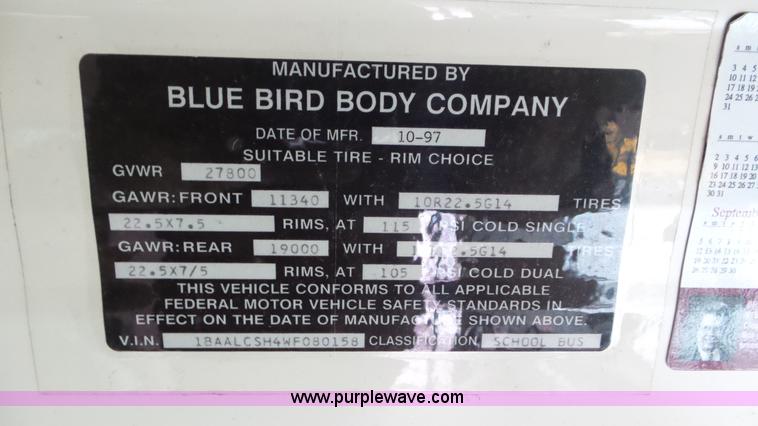 MANUFACTURED BY
BLUE BIRD BODY COMPANY
DATE OF MFR. 10-97
SUITABLE TIRE - RIM CHOICE
GVWR 27800
GAWR: FRONT 11340 WITH 10R22.5G14 TIRES
22.5X7.5 RIMS, AT 115 PSI COLD SINGLE
GAWR: REAR 19000 WITH TIRES
22.5X7/5 RIMS, AT 105 PSI COLD DUAL
THIS VEHICLE CONFORMS TO ALL APPLICABLE
FEDERAL MOTOR VEHICLE SAFETY STANDARDS IN
EFFECT ON THE DATE OF MANUFACTURE SHOWN ABOVE.
V.I.N. 1BAALCSH4WF080158 CLASSIFICATION SCHOOL BUS
www.purplewave.com